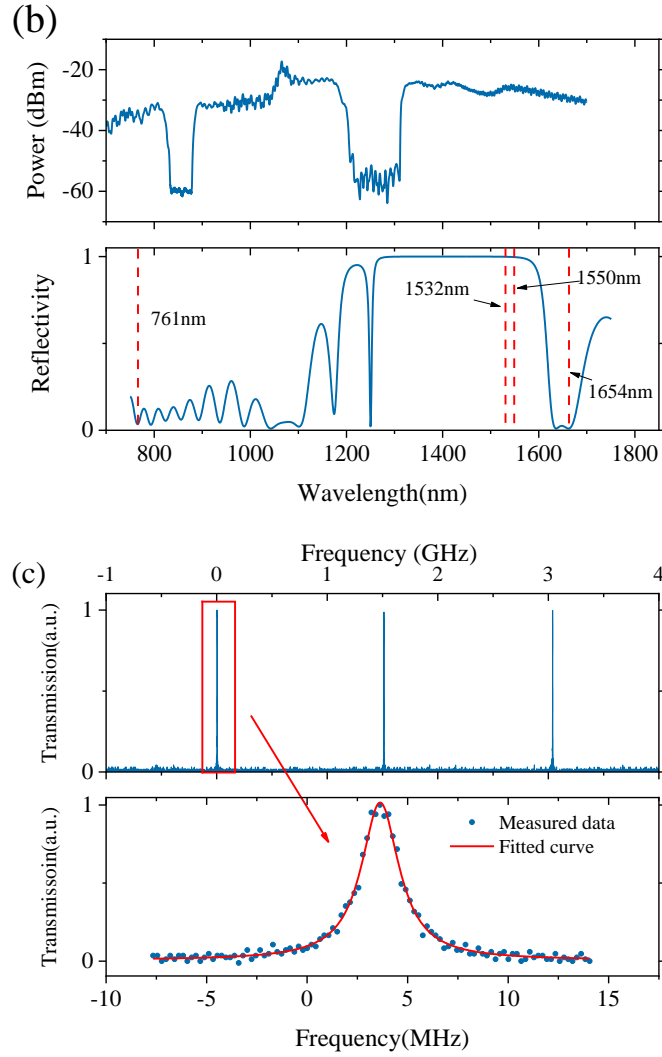 (b)
-20
-40
-60
Power (dBm)
1
0
Reflectivity
761nm
1532nm
1550nm
1654nm
800 1000 1200 1400 1600 1800
Wavelength(nm)
(c)
Frequency (GHz)
-1 0 1 2 3 4
1
0
Transmission(a.u.)
1
0
Transmissoin(a.u.)
Measured data
Fitted curve
-10 -5 0 5 10 15
Frequency(MHz)